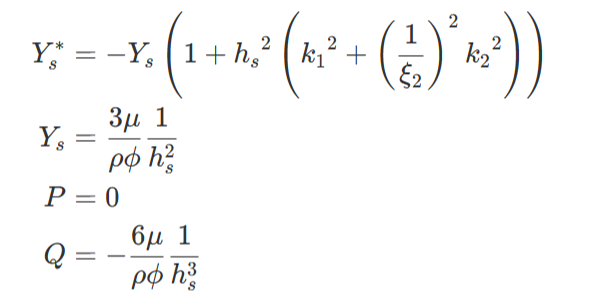 Y_s^* = -Y_s \left( 1 + {h_s}^2 \left( {k_1}^2 + \left( \frac{1}{\xi_2} \right)^2 {k_2}^2 \right) \right)
Y_s = \frac{3\mu}{\rho\phi} \frac{1}{h_s^2}
P = 0
Q = -\frac{6\mu}{\rho\phi} \frac{1}{h_s^3}